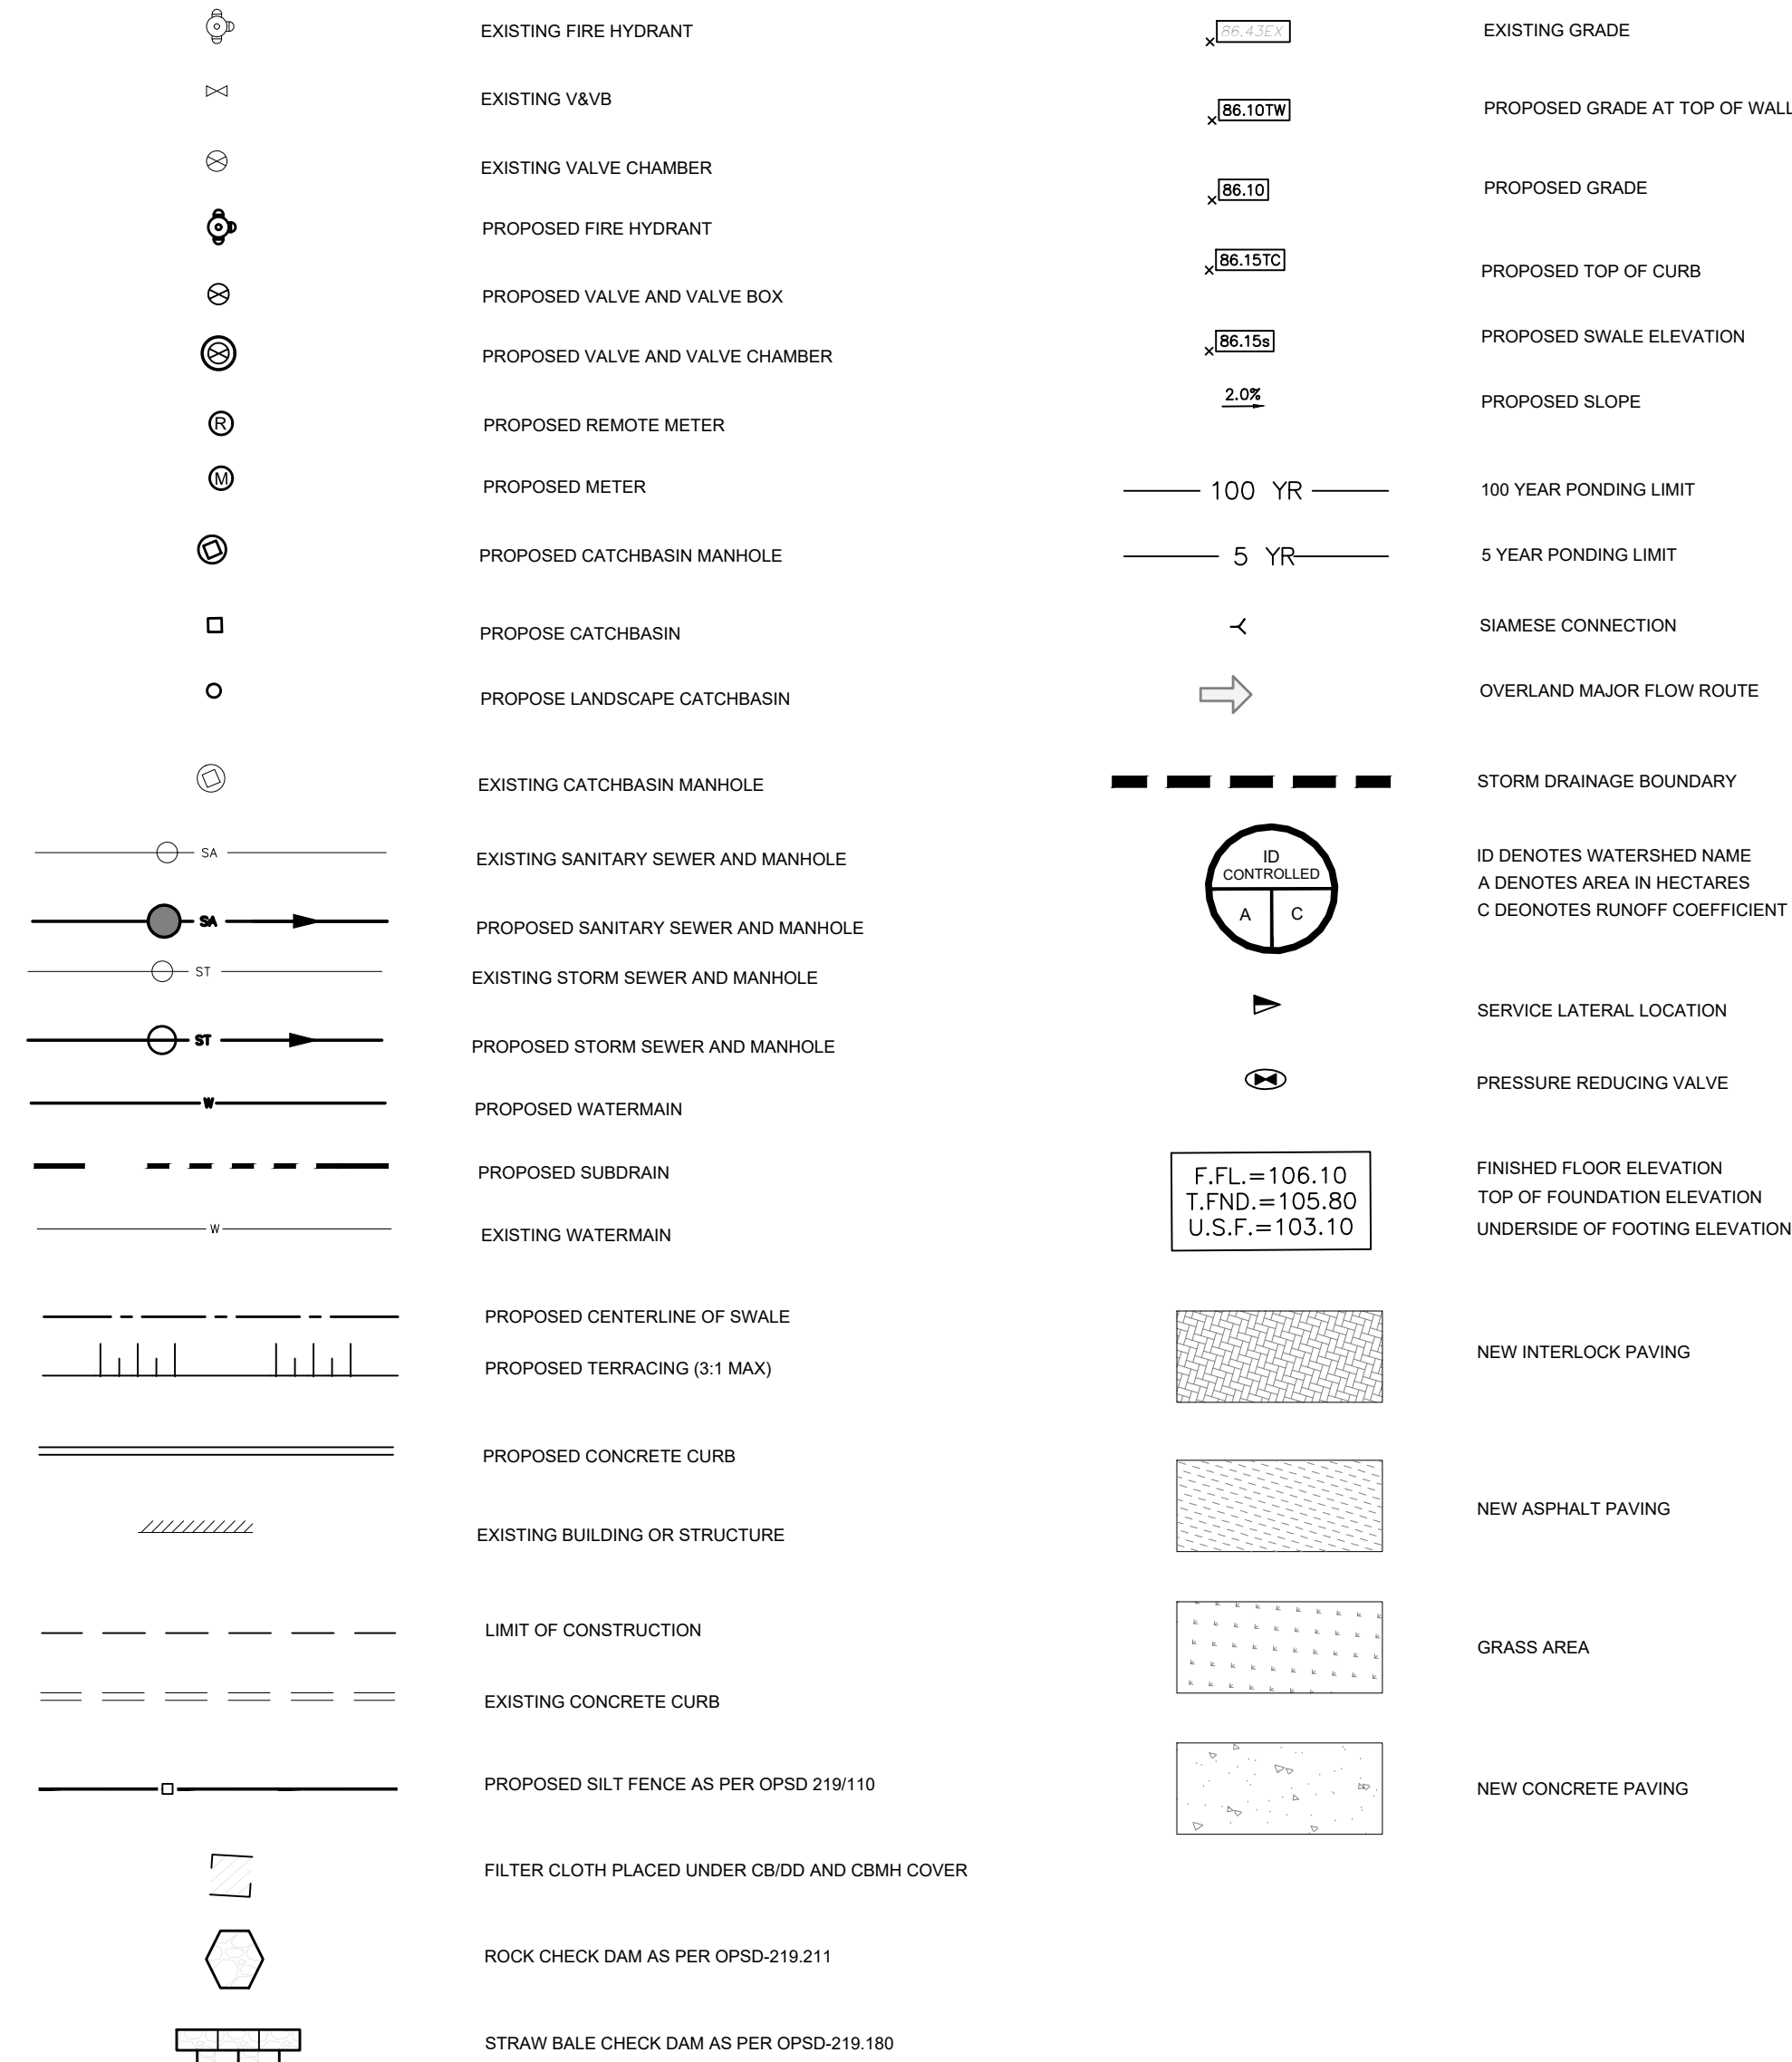 EXISTING FIRE HYDRANT
EXISTING V&VB
EXISTING VALVE CHAMBER
PROPOSED FIRE HYDRANT
PROPOSED VALVE AND VALVE BOX
PROPOSED VALVE AND VALVE CHAMBER
R PROPOSED REMOTE METER
M PROPOSED METER
PROPOSED CATCHBASIN MANHOLE
PROPOSE CATCHBASIN
PROPOSE LANDSCAPE CATCHBASIN
EXISTING CATCHBASIN MANHOLE
SA EXISTING SANITARY SEWER AND MANHOLE
SA PROPOSED SANITARY SEWER AND MANHOLE
ST EXISTING STORM SEWER AND MANHOLE
ST PROPOSED STORM SEWER AND MANHOLE
W PROPOSED WATERMAIN
PROPOSED SUBDRAIN
W EXISTING WATERMAIN
PROPOSED CENTERLINE OF SWALE
PROPOSED TERRACING (3:1 MAX)
PROPOSED CONCRETE CURB
EXISTING BUILDING OR STRUCTURE
LIMIT OF CONSTRUCTION
EXISTING CONCRETE CURB
PROPOSED SILT FENCE AS PER OPSD 219/110
FILTER CLOTH PLACED UNDER CB/DD AND CBMH COVER
ROCK CHECK DAM AS PER OPSD-219.211
STRAW BALE CHECK DAM AS PER OPSD-219.180
86.43EX EXISTING GRADE
86.10TW PROPOSED GRADE AT TOP OF WALL
86.10 PROPOSED GRADE
86.15TC PROPOSED TOP OF CURB
86.15s PROPOSED SWALE ELEVATION
2.0% PROPOSED SLOPE
100 YR 100 YEAR PONDING LIMIT
5 YR 5 YEAR PONDING LIMIT
SIAMESE CONNECTION
OVERLAND MAJOR FLOW ROUTE
STORM DRAINAGE BOUNDARY
ID
CONTROLLED
A C
ID DENOTES WATERSHED NAME
A DENOTES AREA IN HECTARES
C DEONOTES RUNOFF COEFFICIENT
SERVICE LATERAL LOCATION
PRESSURE REDUCING VALVE
F.FL.=106.10 FINISHED FLOOR ELEVATION
T.FND.=105.80 TOP OF FOUNDATION ELEVATION
U.S.F.=103.10 UNDERSIDE OF FOOTING ELEVATION
NEW INTERLOCK PAVING
NEW ASPHALT PAVING
GRASS AREA
NEW CONCRETE PAVING